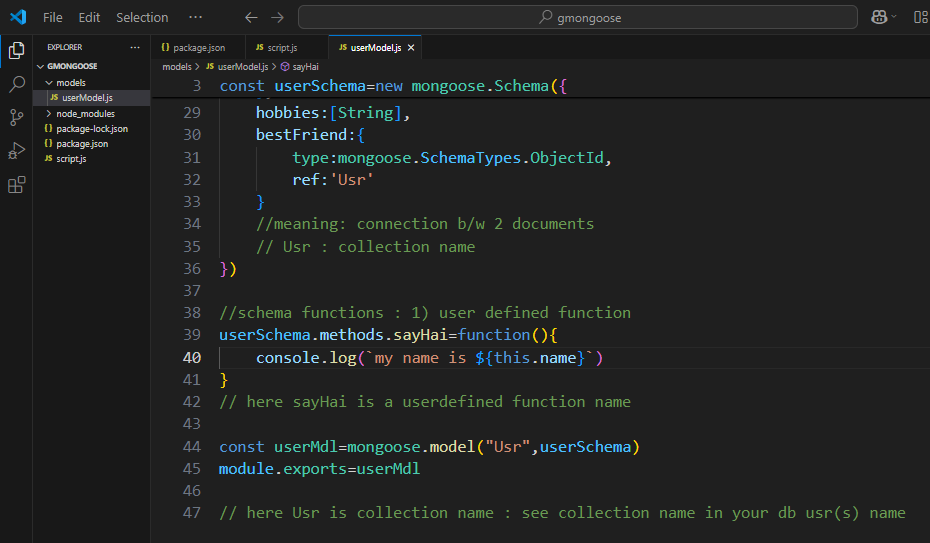 File Edit Selection ··· gmongoose
EXPLORER ···
GMONGOOSE
models
JS userModel.js
node_modules
{} package-lock.json
{} package.json
JS script.js
{} package.json JS script.js JS userModel.js ×
models > JS userModel.js > sayHai
3 const userSchema=new mongoose.Schema({
29 hobbies:[String],
30 bestFriend:{
31 type:mongoose.SchemaTypes.ObjectId,
32 ref:'Usr'
33 }
34 //meaning: connection b/w 2 documents
35 // Usr : collection name
36 })
37
38 //schema functions : 1) user defined function
39 userSchema.methods.sayHai=function(){
40 console.log(`my name is ${this.name}`)
41 }
42 // here sayHai is a userdefined function name
43
44 const userMdl=mongoose.model("Usr",userSchema)
45 module.exports=userMdl
46
47 // here Usr is collection name : see collection name in your db usr(s) name